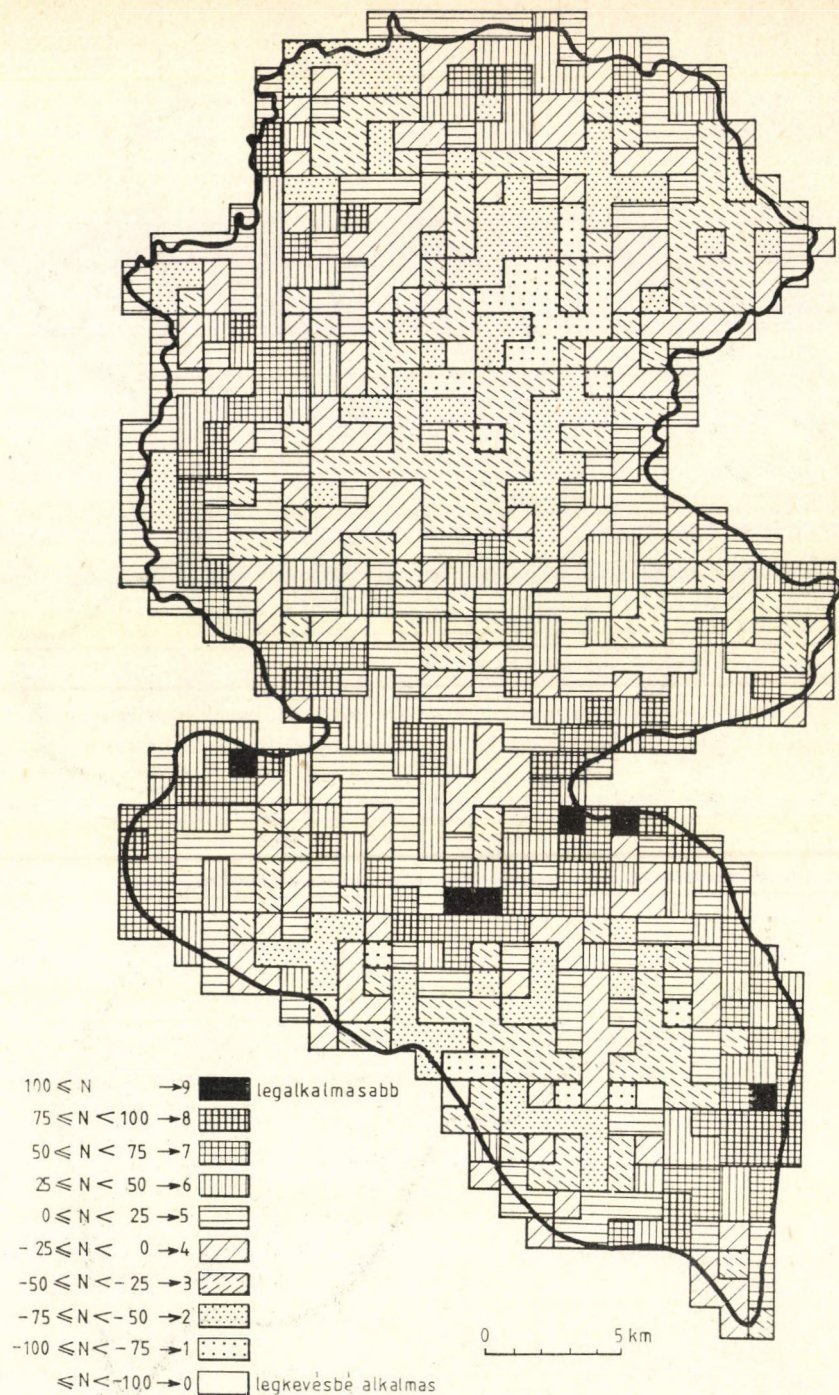 100 ≤ N → 9 legalkalmasabb
75 ≤ N < 100 → 8
50 ≤ N < 75 → 7
25 ≤ N < 50 → 6
0 ≤ N < 25 → 5
- 25 ≤ N < 0 → 4
-50 ≤ N < - 25 → 3
-75 ≤ N < - 50 → 2
-100 ≤ N < - 75 → 1
≤ N < -100 → 0 legkevésbé alkalmas
0 5 km